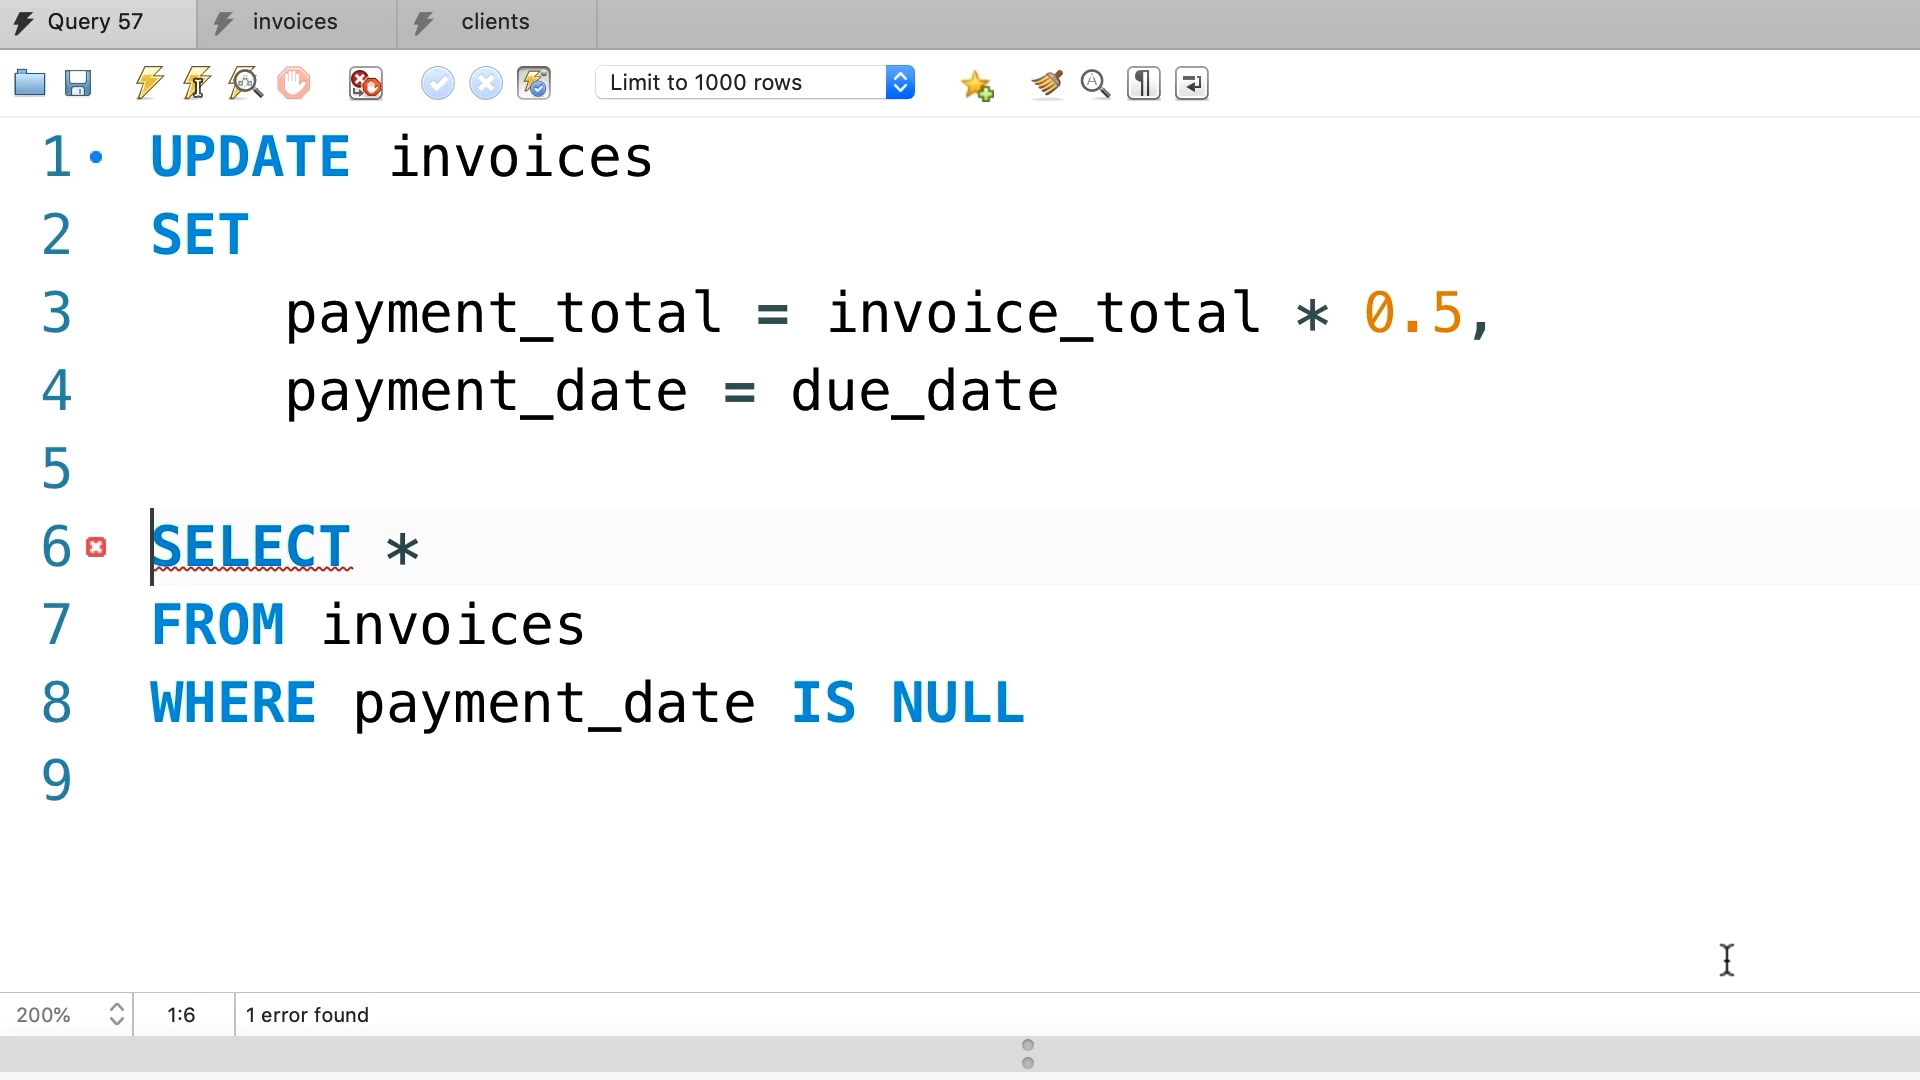 Query 57 invoices clients
Limit to 1000 rows
1 UPDATE invoices
2 SET
3 payment_total = invoice_total * 0.5,
4 payment_date = due_date
5
6 SELECT *
7 FROM invoices
8 WHERE payment_date IS NULL
9
200% 1:6 1 error found